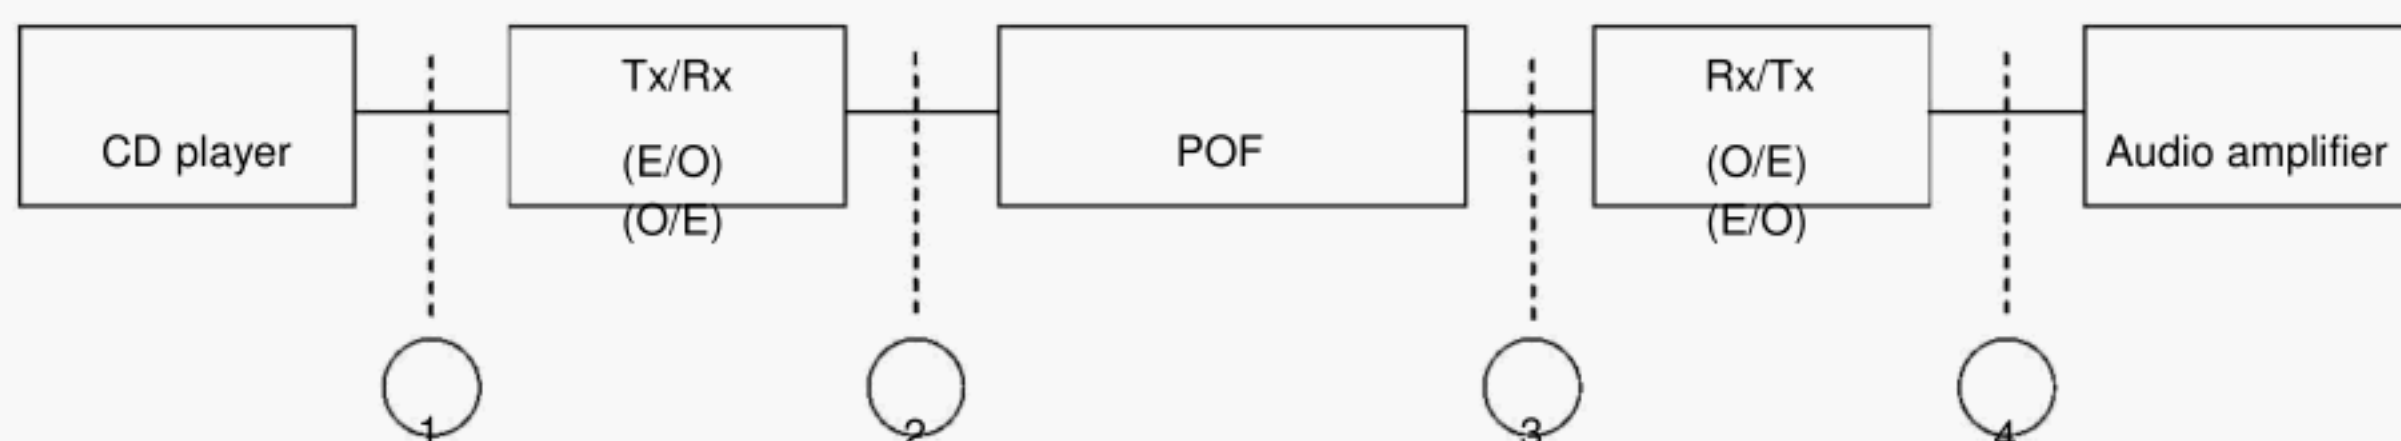 CD player
Tx/Rx
(E/O)
(O/E)
POF
Rx/Tx
(O/E)
(E/O)
Audio amplifier
1
2
3
4